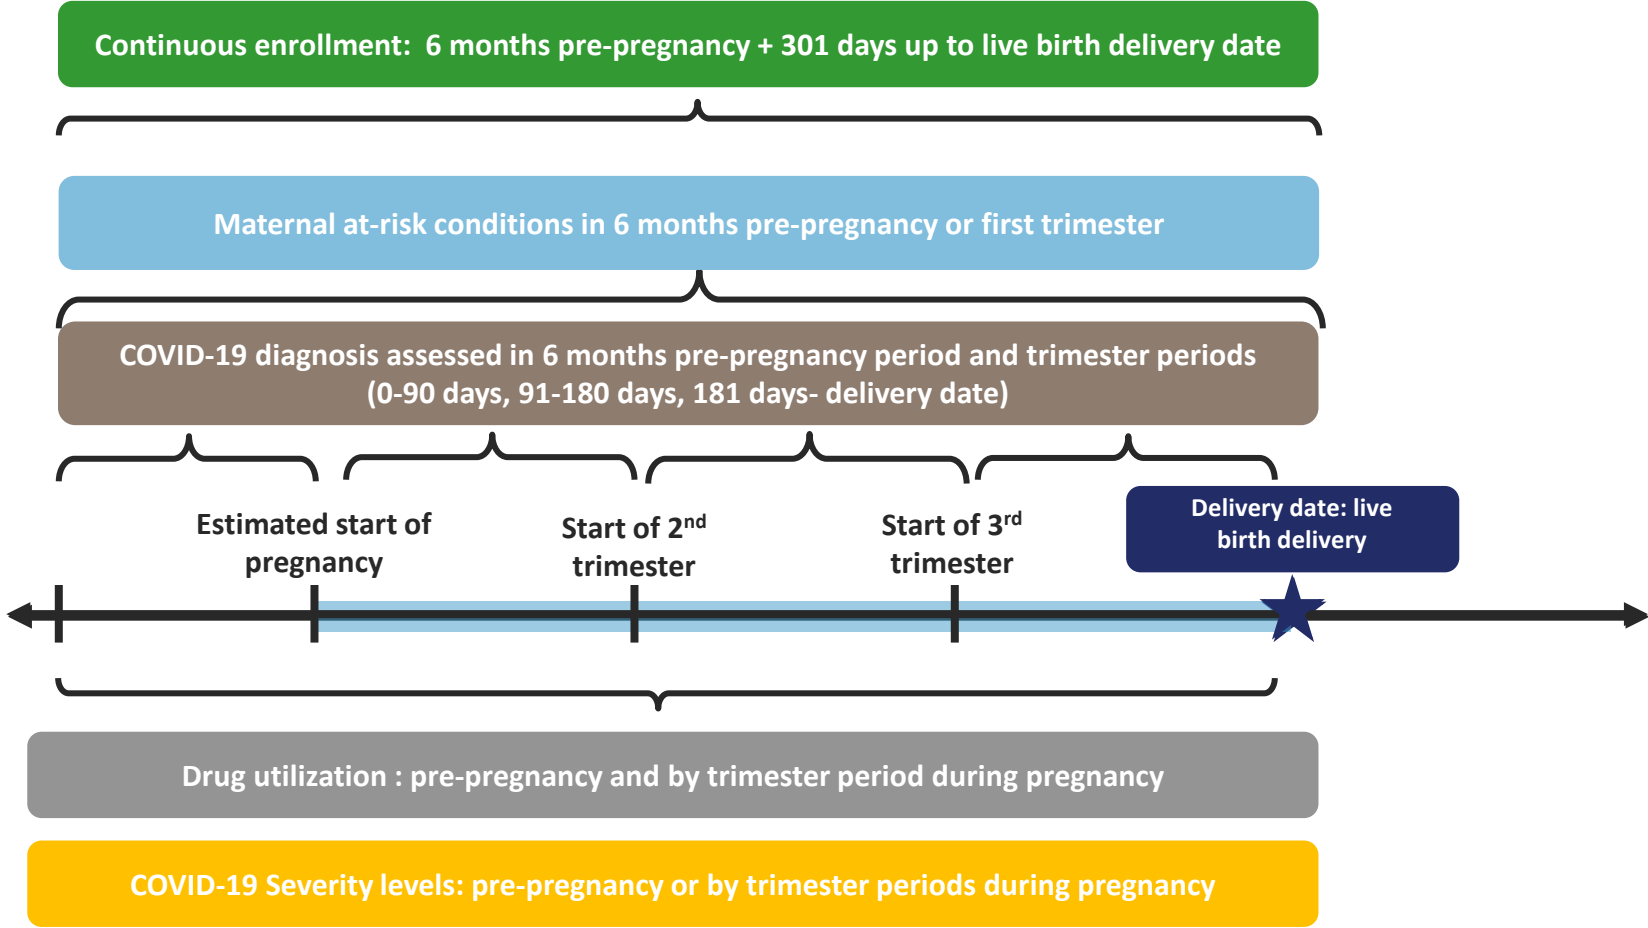 Continuous enrollment:  6 months pre-pregnancy + 301 days up to live birth delivery date
Maternal at-risk conditions in 6 months pre-pregnancy or first trimester
COVID-19 diagnosis assessed in 6 months pre-pregnancy period and trimester periods
(0-90 days, 91-180 days, 181 days- delivery date)
Estimated start of
pregnancy
Start of 2nd
trimester
Start of 3rd
trimester
Delivery date: live
birth delivery
Drug utilization : pre-pregnancy and by trimester period during pregnancy
COVID-19 Severity levels: pre-pregnancy or by trimester periods during pregnancy